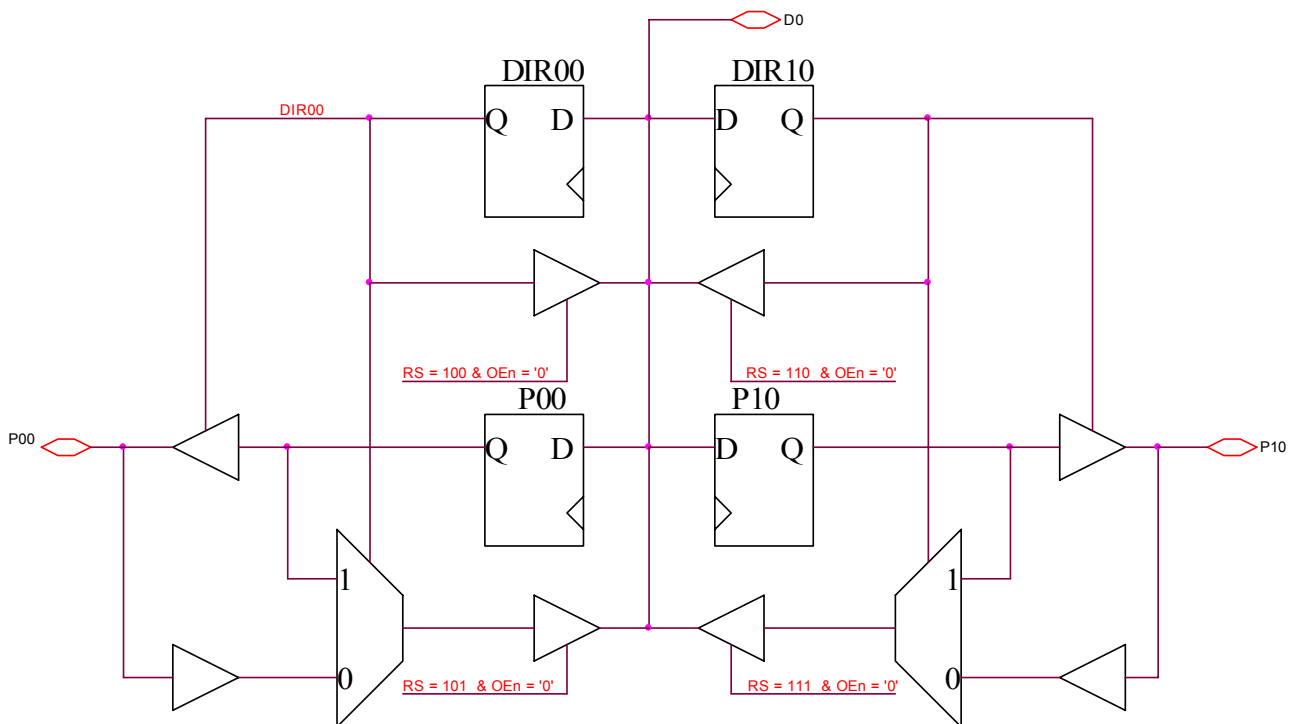 D0
DIR00 DIR10
DIR00
Q D D Q
RS = 100 & OEn = '0' RS = 110 & OEn = '0'
P00 P10
P00 Q D D Q P10
1 1
0 0
RS = 101 & OEn = '0' RS = 111 & OEn = '0'